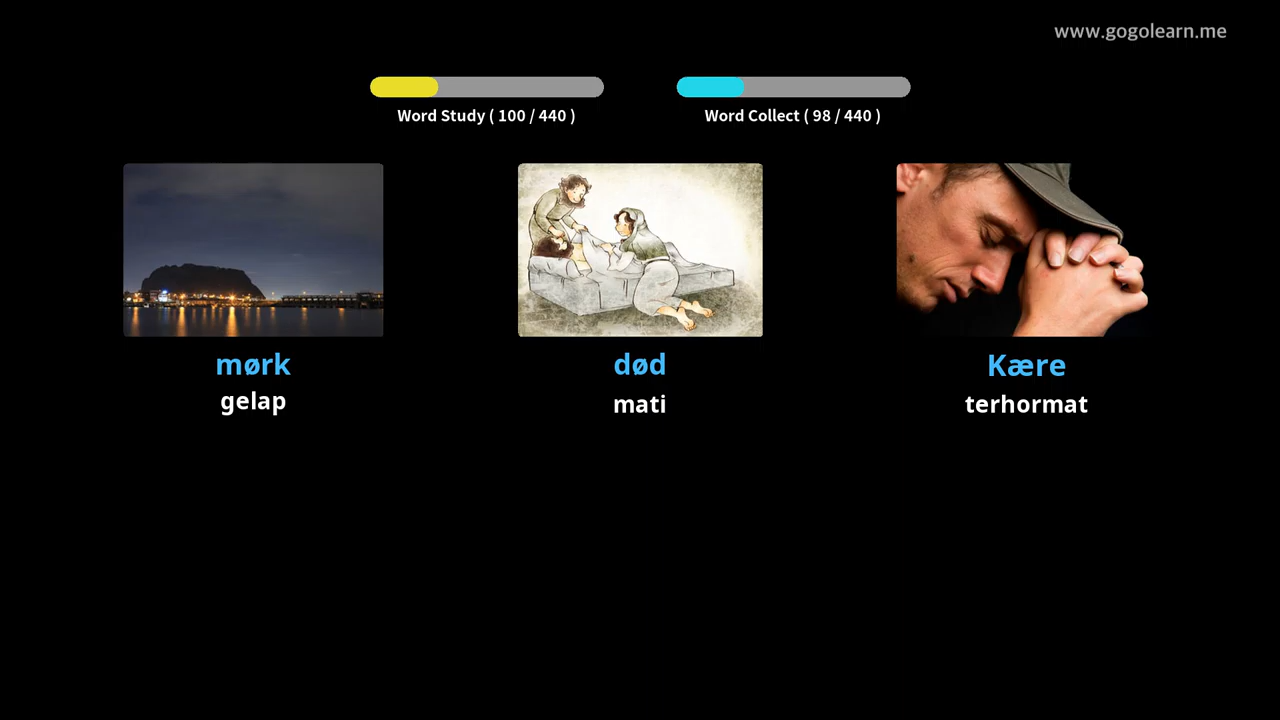 www.gogolearn.me
Word Study ( 100 / 440 )
Word Collect ( 98 / 440 )
mørk
død
Kære
gelap
mati
terhormat